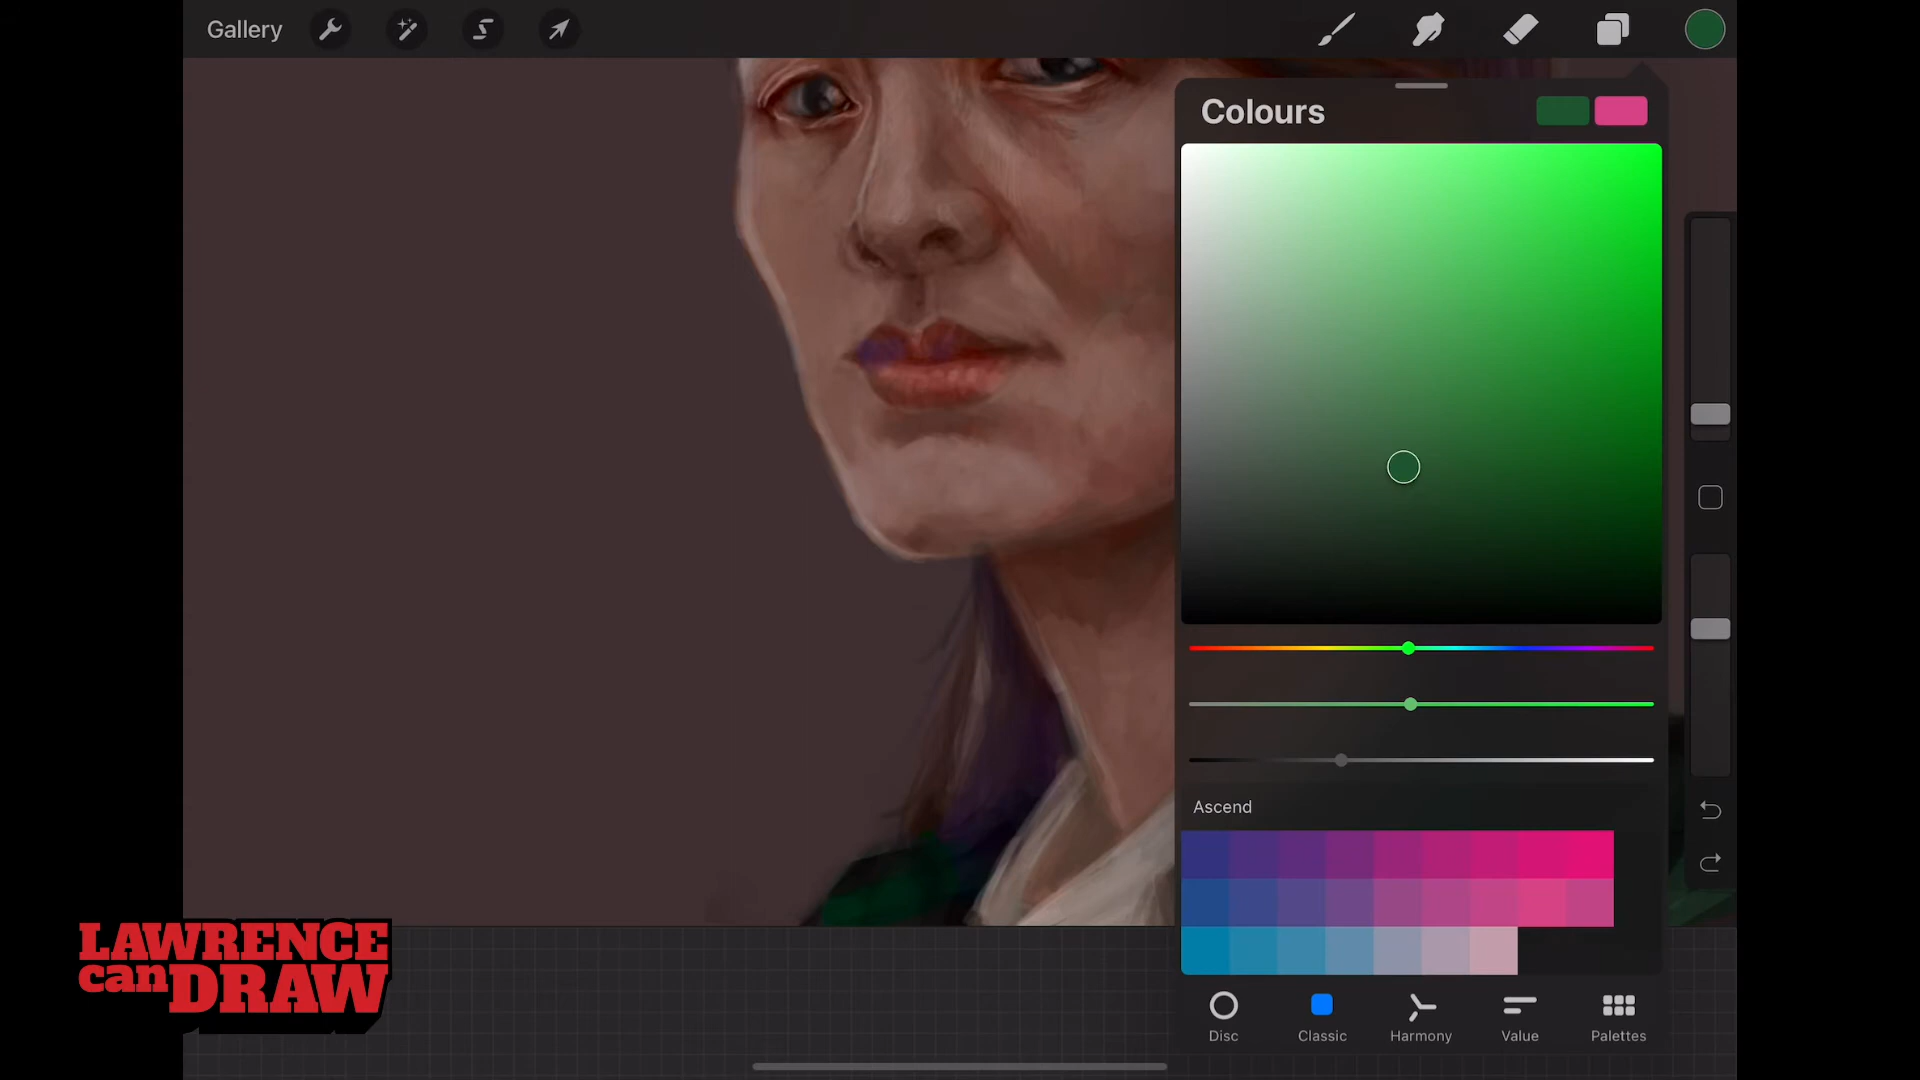 Gallery
Colours
Ascend
Disc
Classic
Harmony
Value
Palettes
LAWRENCE
can DRAW